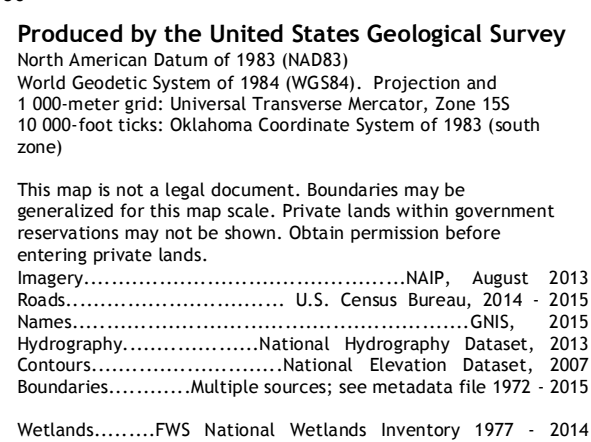 Produced by the United States Geological Survey
North American Datum of 1983 (NAD83)
World Geodetic System of 1984 (WGS84). Projection and
1 000-meter grid: Universal Transverse Mercator, Zone 15S
10 000-foot ticks: Oklahoma Coordinate System of 1983 (south
zone)
This map is not a legal document. Boundaries may be
generalized for this map scale. Private lands within government
reservations may not be shown. Obtain permission before
entering private lands.
Imagery..............................................NAIP, August 2013
Roads................................ U.S. Census Bureau, 2014 - 2015
Names.........................................................GNIS, 2015
Hydrography....................National Hydrography Dataset, 2013
Contours............................National Elevation Dataset, 2007
Boundaries............Multiple sources; see metadata file 1972 - 2015
Wetlands.........FWS National Wetlands Inventory 1977 - 2014